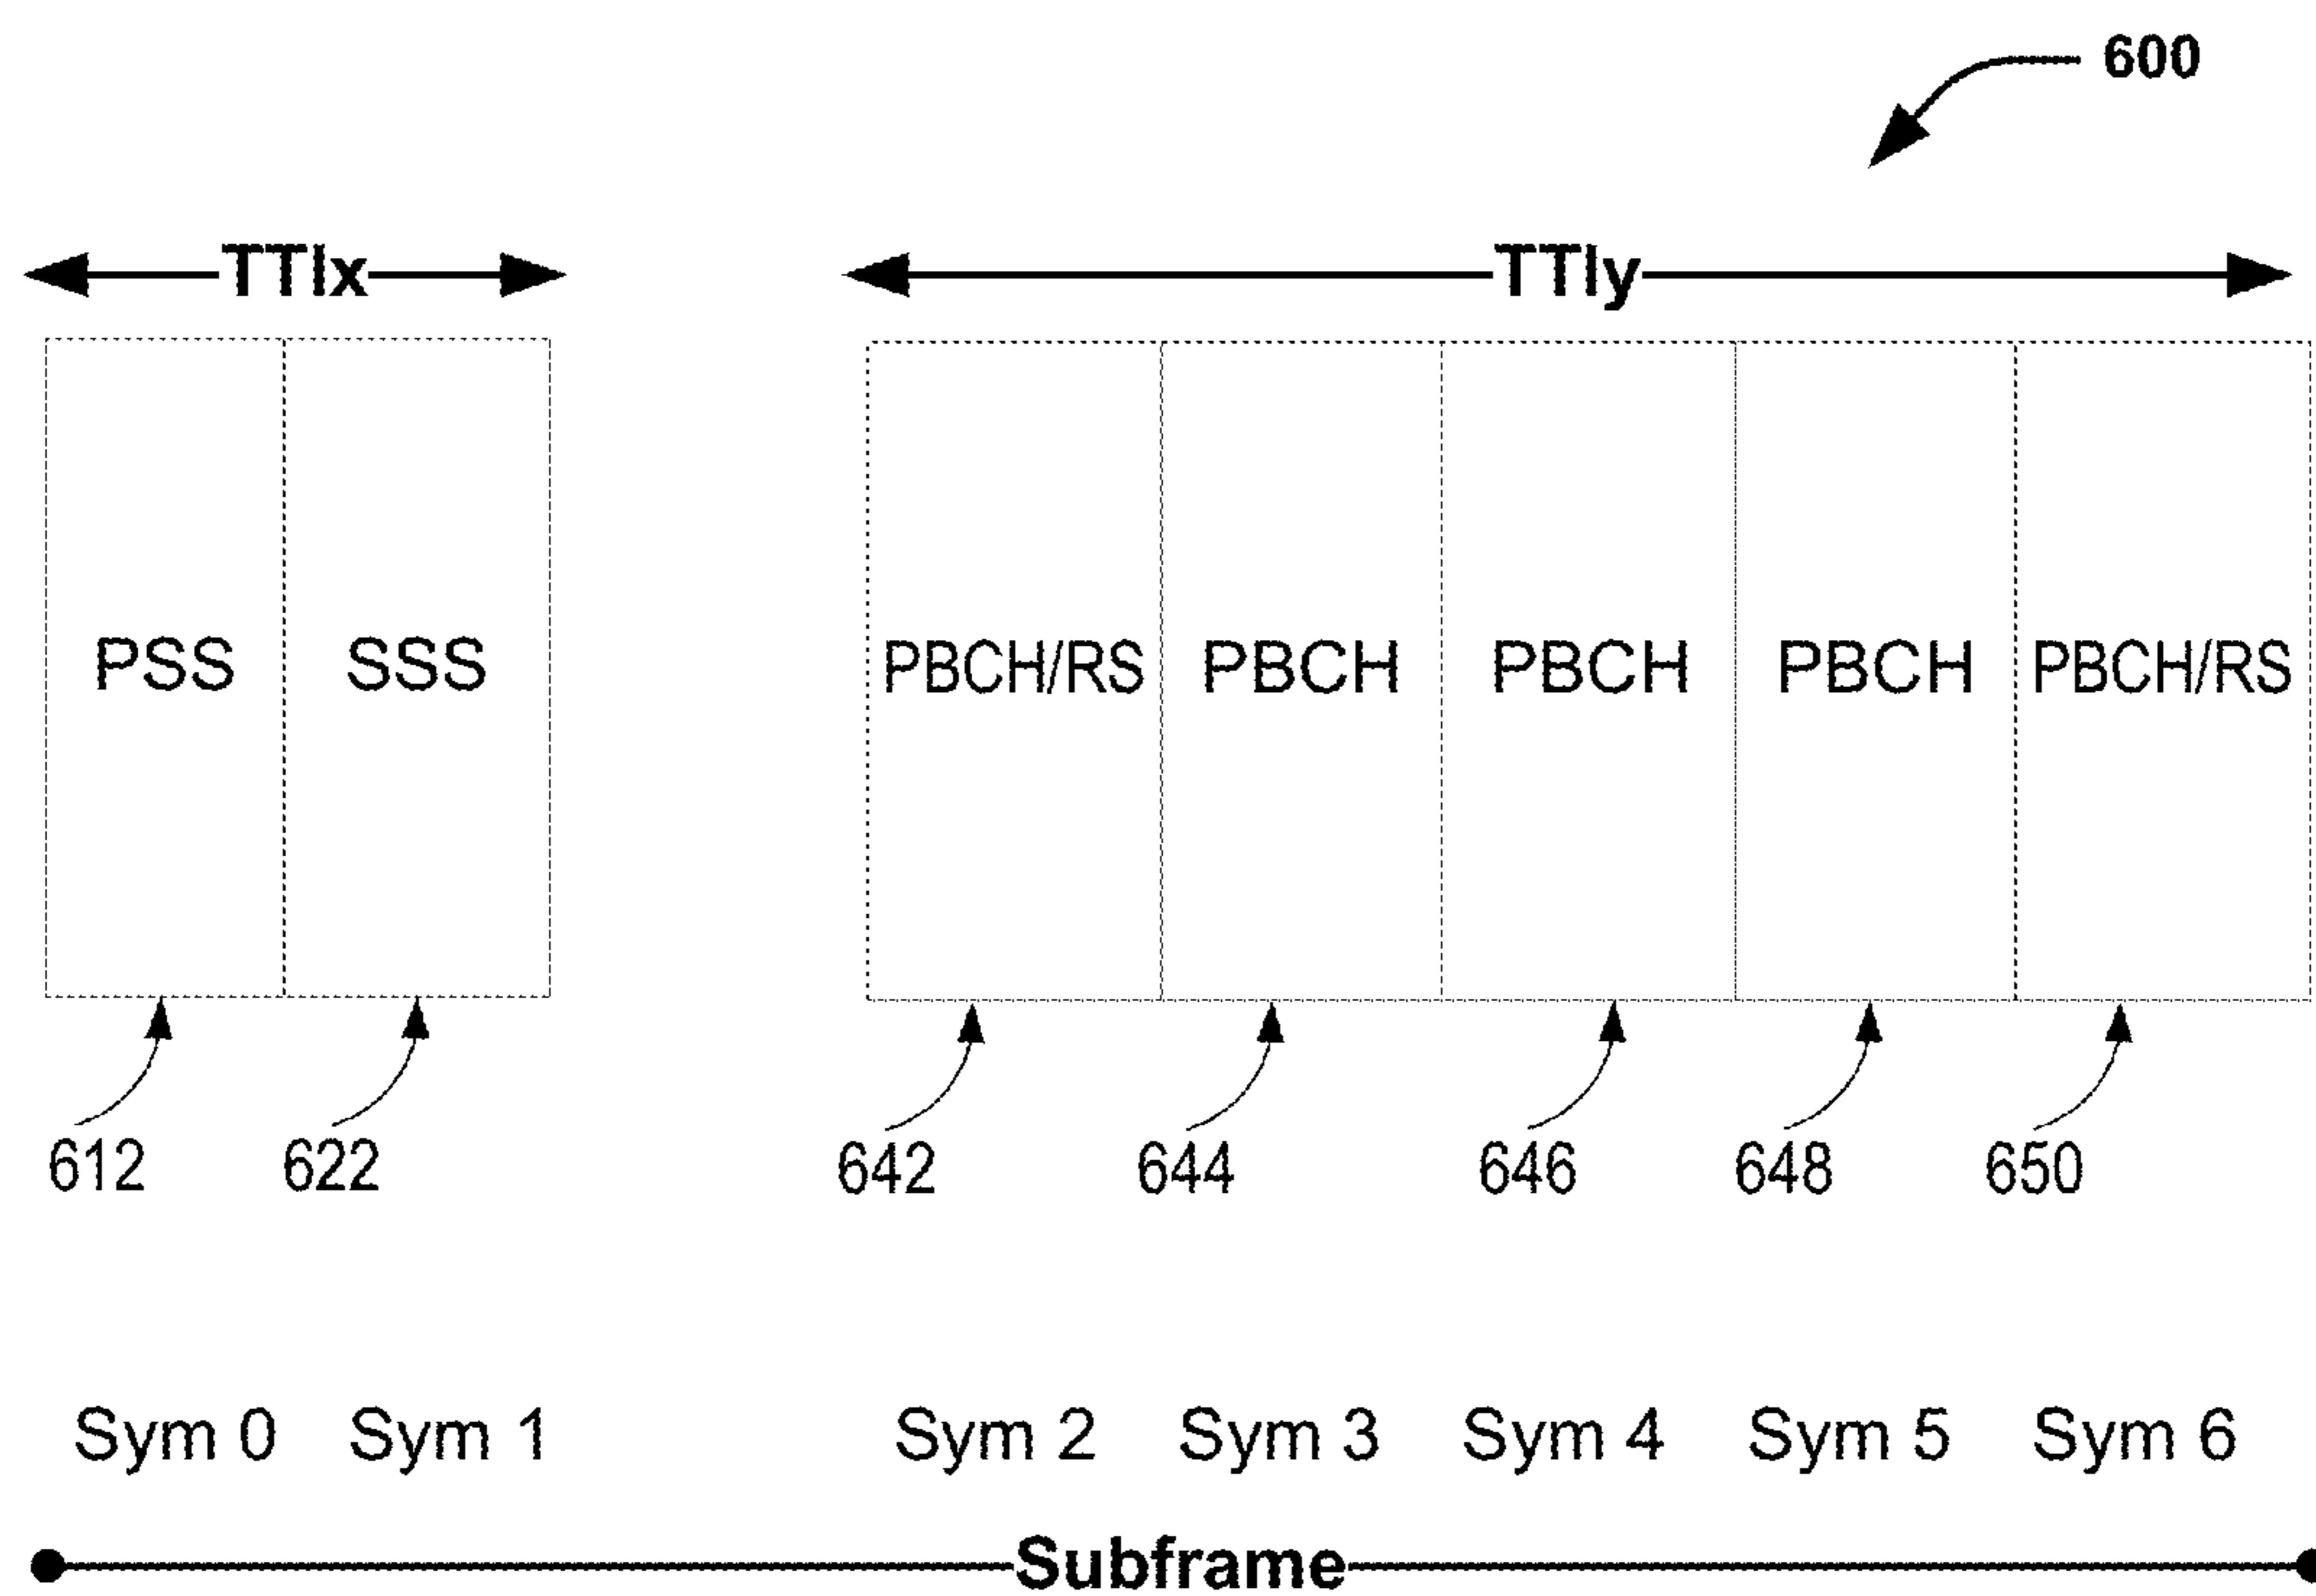 600
TTIx TTIy
PSS SSS PBCH/RS PBCH PBCH PBCH PBCH/RS
612 622 642 644 646 648 650
Sym 0 Sym 1 Sym 2 Sym 3 Sym 4 Sym 5 Sym 6
Subframe